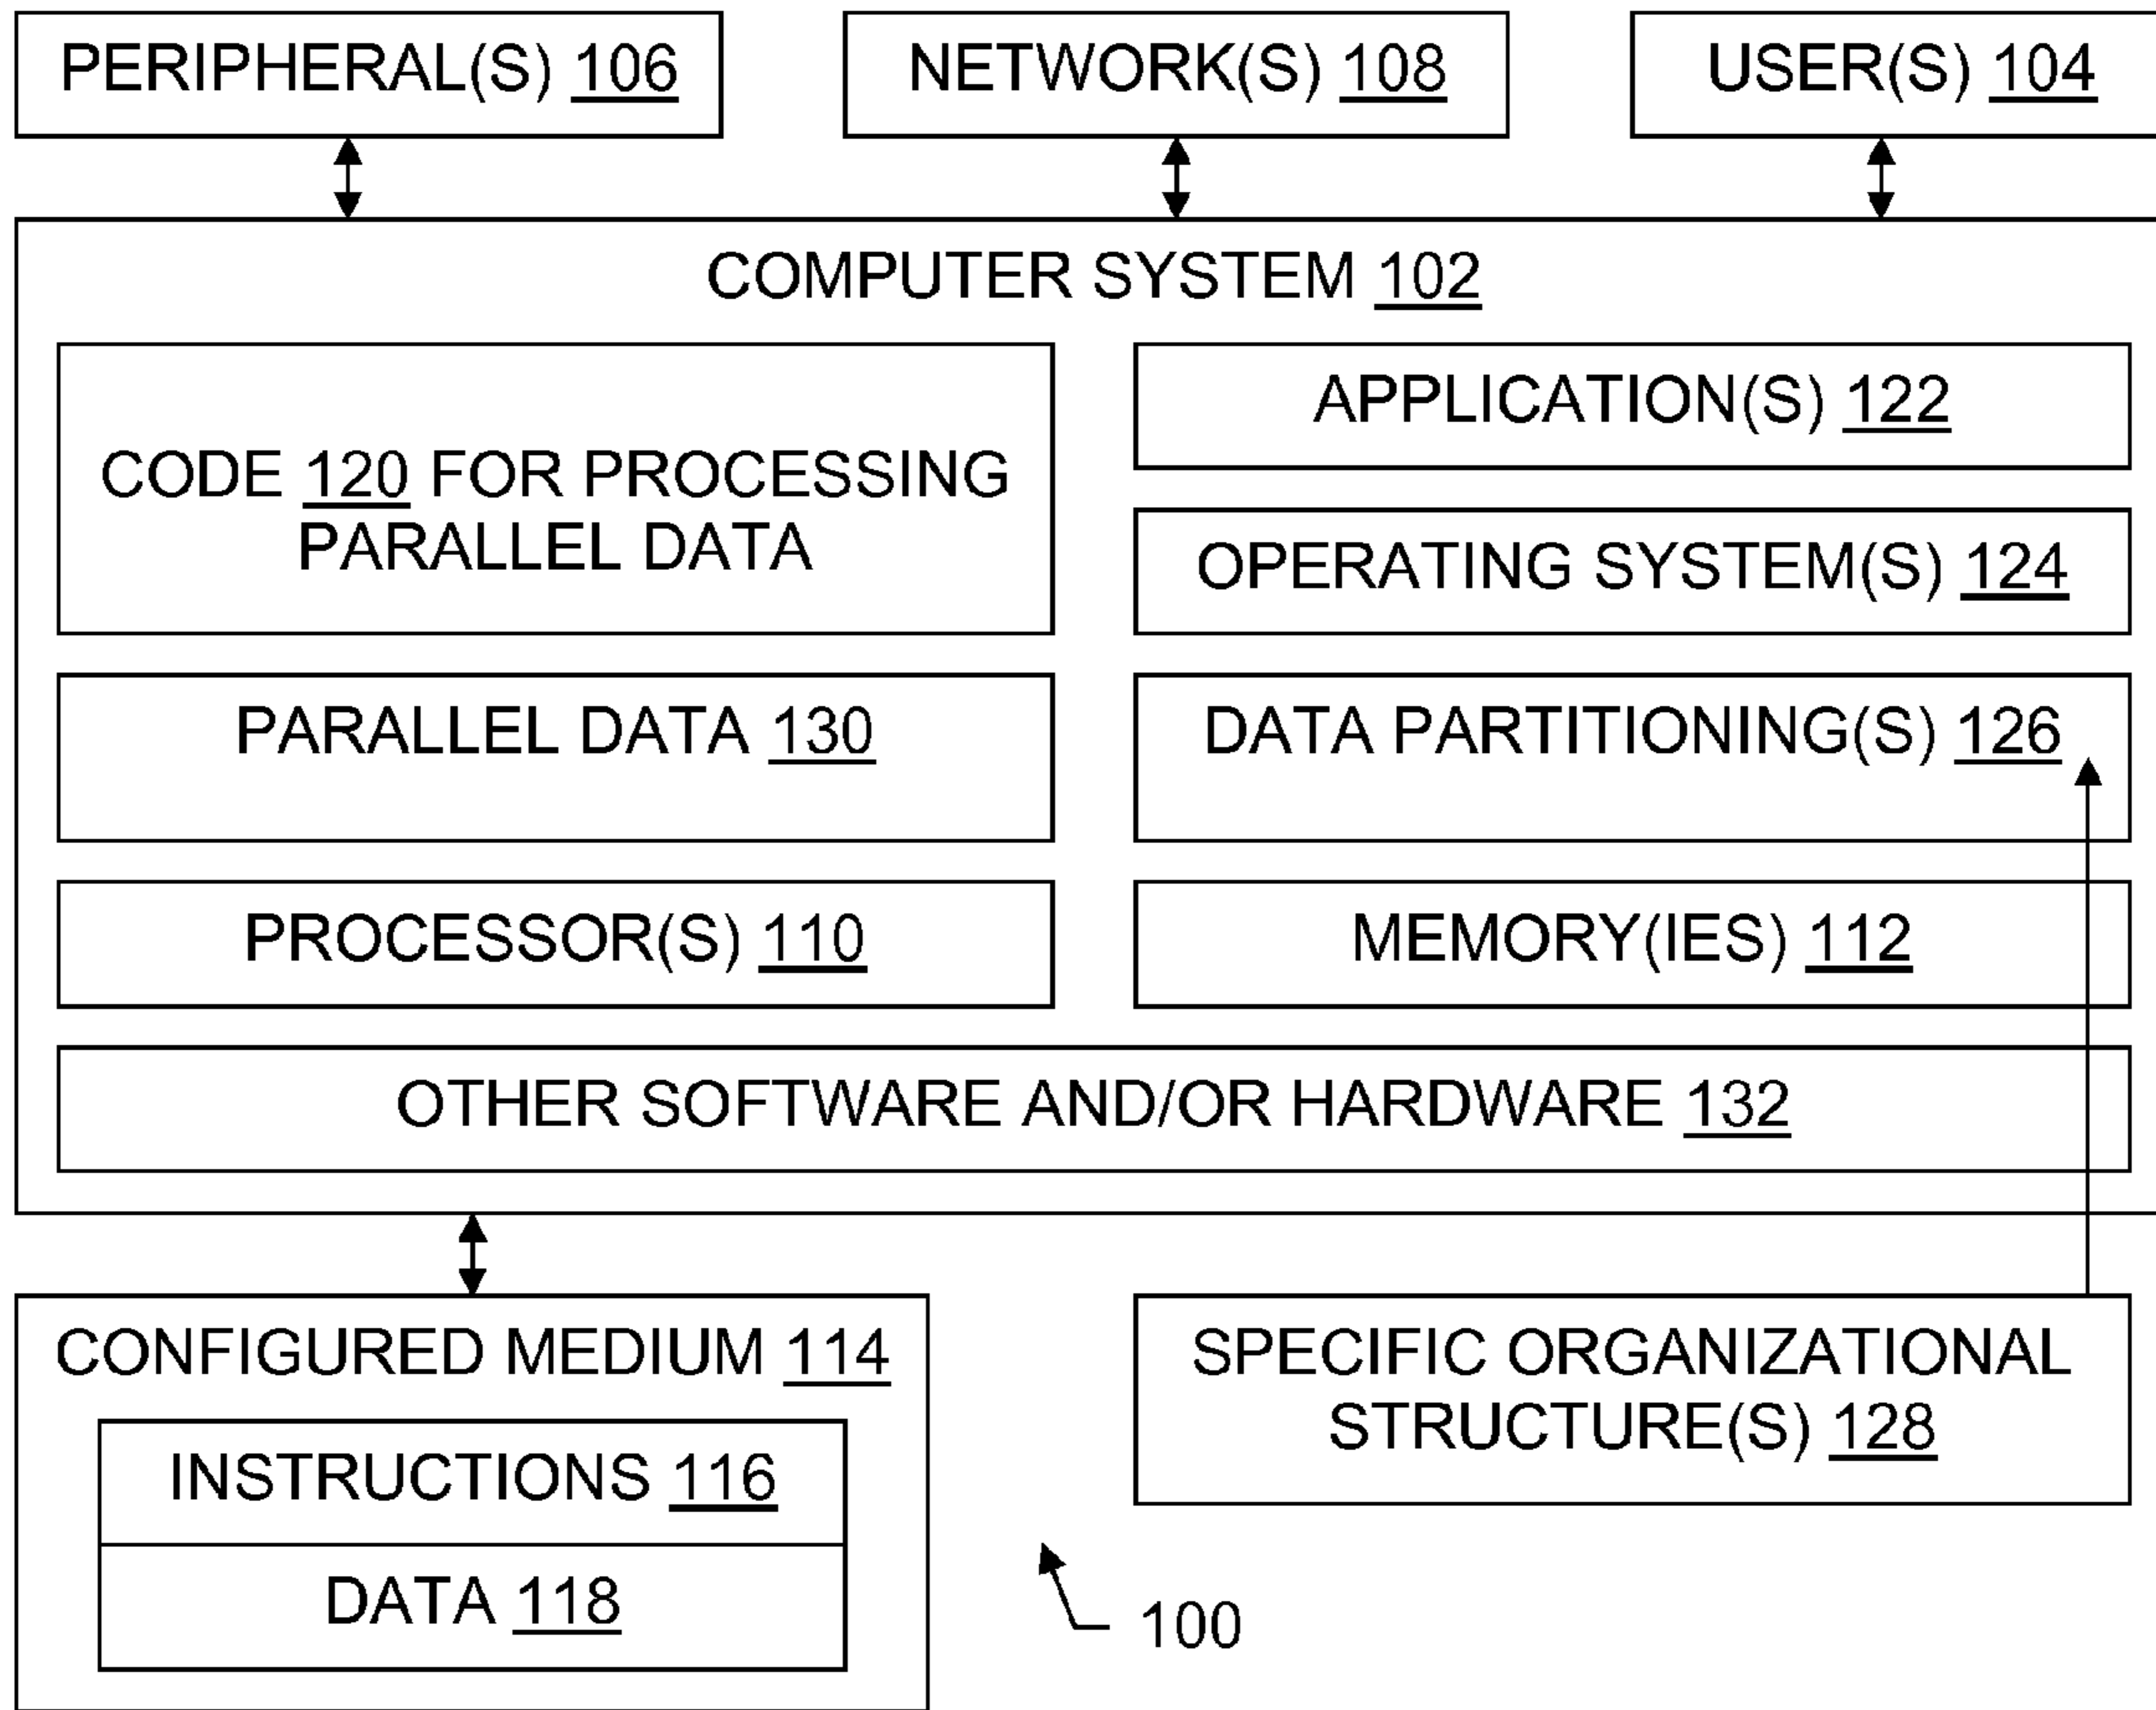 PERIPHERAL(S) 106
NETWORK(S) 108
USER(S) 104
COMPUTER SYSTEM 102
CODE 120 FOR PROCESSING
PARALLEL DATA
APPLICATION(S) 122
OPERATING SYSTEM(S) 124
PARALLEL DATA 130
DATA PARTITIONING(S) 126
PROCESSOR(S) 110
MEMORY(IES) 112
OTHER SOFTWARE AND/OR HARDWARE 132
CONFIGURED MEDIUM 114
INSTRUCTIONS 116
DATA 118
SPECIFIC ORGANIZATIONAL
STRUCTURE(S) 128
100